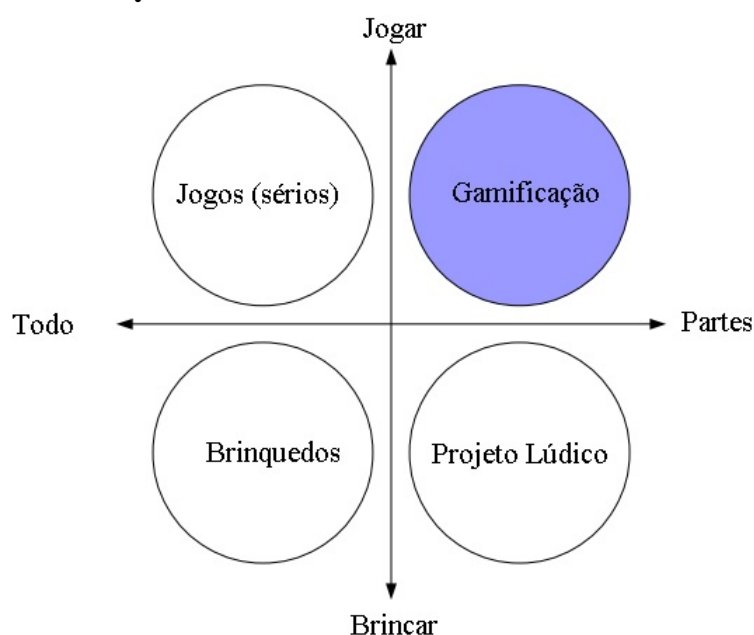 Jogar
Jogos (sérios)
Gamificação
Todo
Partes
Brinquedos
Projeto Lúdico
Brincar